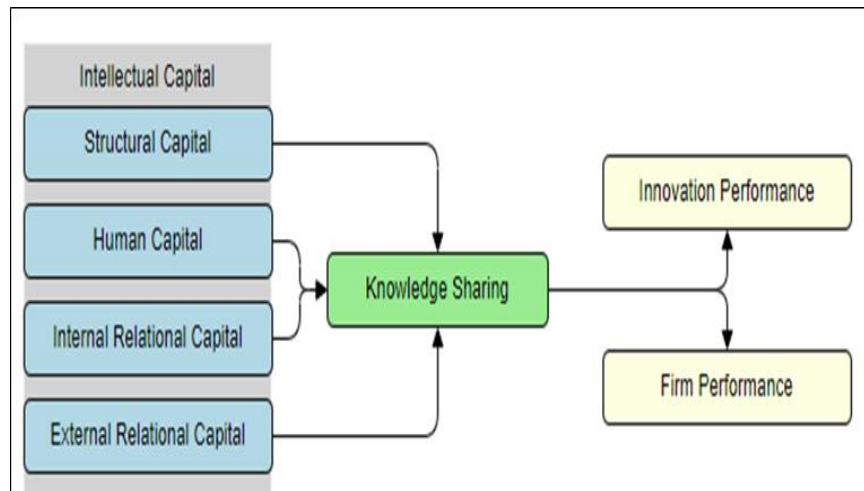 Intellectual Capital
Structural Capital
Human Capital
Internal Relational Capital
External Relational Capital
Knowledge Sharing
Innovation Performance
Firm Performance